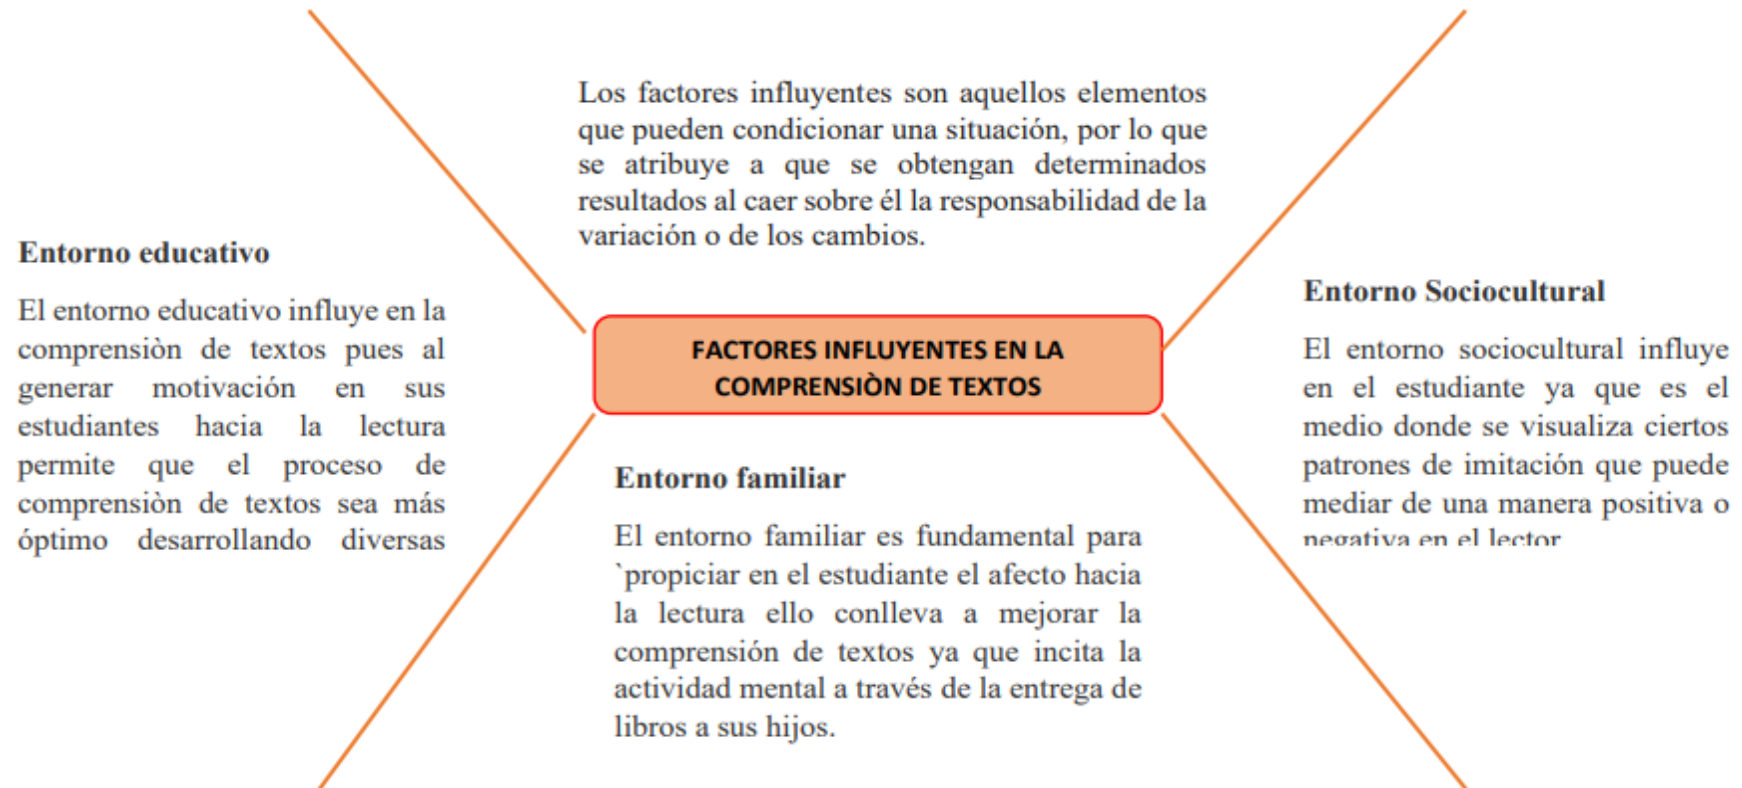 Los factores influyentes son aquellos elementos
que pueden condicionar una situación, por lo que
se atribuye a que se obtengan determinados
resultados al caer sobre él la responsabilidad de la
variación o de los cambios.
Entorno educativo
El entorno educativo influye en la
comprensiòn de textos pues al
generar motivación en sus
estudiantes hacia la lectura
permite que el proceso de
comprensiòn de textos sea más
óptimo desarrollando diversas
FACTORES INFLUYENTES EN LA
COMPRENSIÒN DE TEXTOS
Entorno familiar
El entorno familiar es fundamental para
`propiciar en el estudiante el afecto hacia
la lectura ello conlleva a mejorar la
comprensión de textos ya que incita la
actividad mental a través de la entrega de
libros a sus hijos.
Entorno Sociocultural
El entorno sociocultural influye
en el estudiante ya que es el
medio donde se visualiza ciertos
patrones de imitación que puede
mediar de una manera positiva o
negativa en el lector